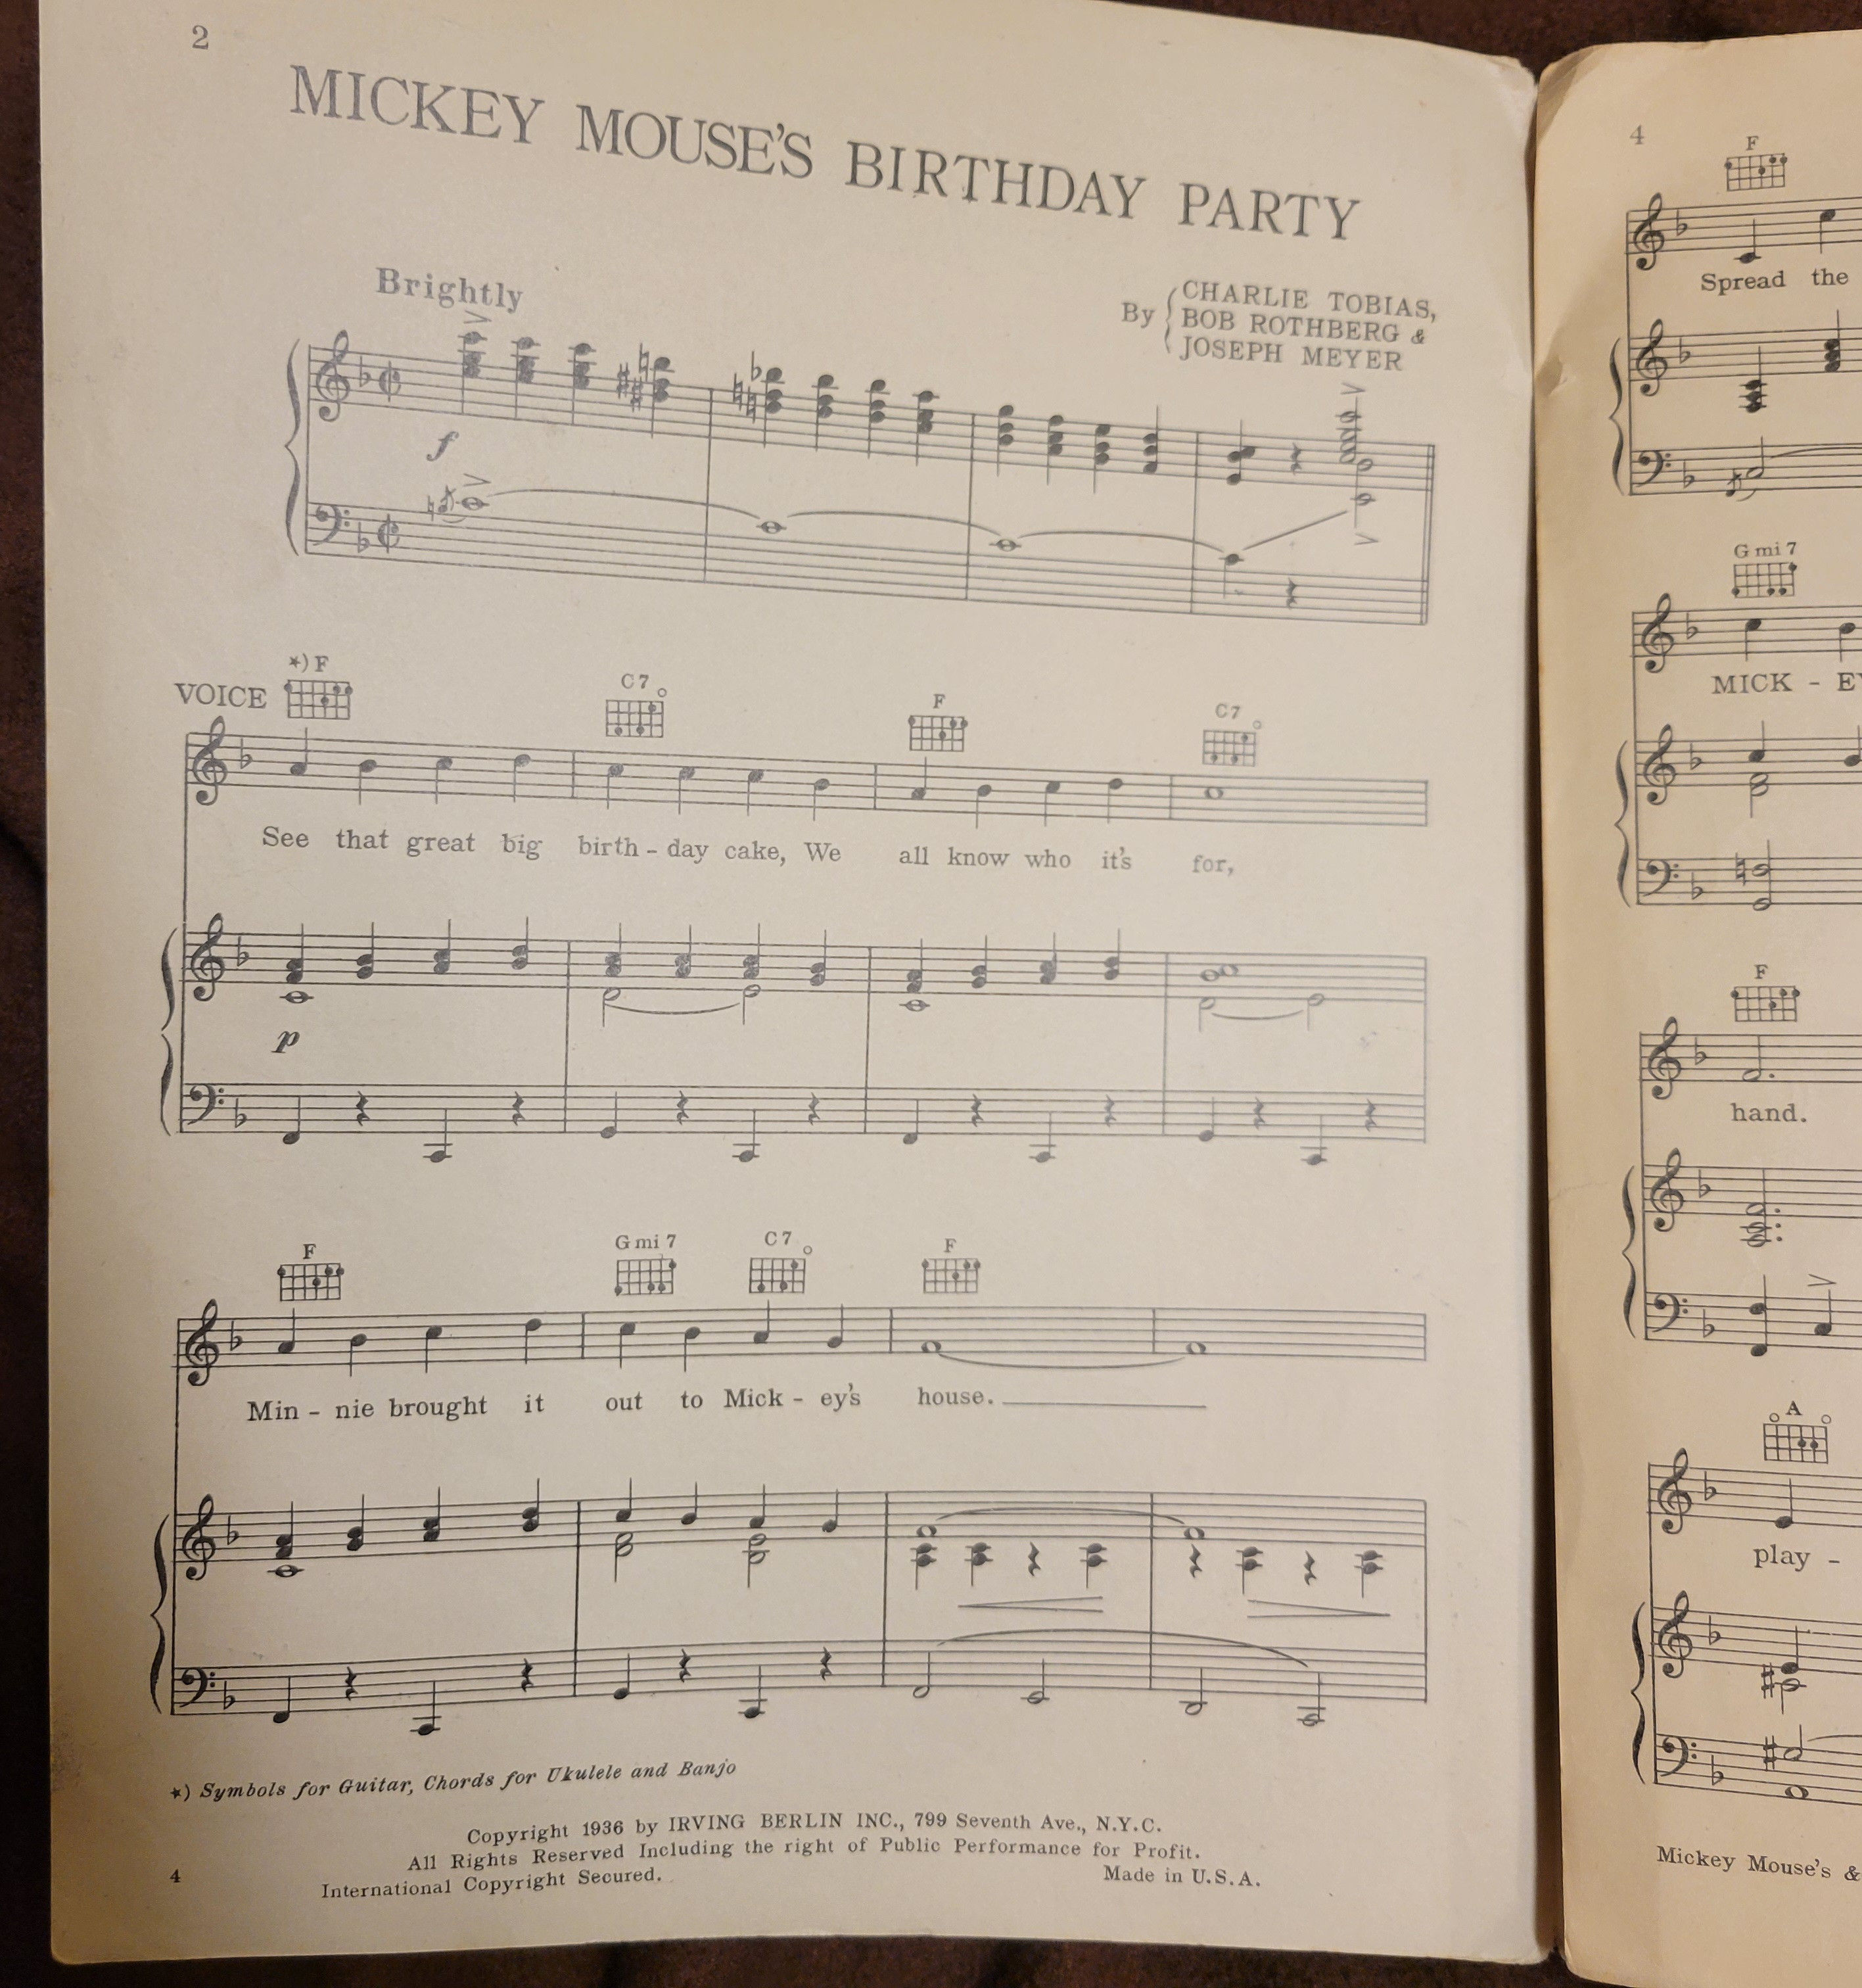 2
MICKEY MOUSE'S BIRTHDAY PARTY
Brightly
By CHARLIE TOBIAS,
BOB ROTHBERG &
JOSEPH MEYER
f
VOICE *) F C7 F C7
See that great big birth - day cake, We all know who it's for,
p
F G mi 7 C7 F
Min - nie brought it out to Mick - ey's house.
*) Symbols for Guitar, Chords for Ukulele and Banjo
Copyright 1936 by IRVING BERLIN INC., 799 Seventh Ave., N.Y.C.
All Rights Reserved Including the right of Public Performance for Profit.
4 International Copyright Secured. Made in U.S.A.
4
F
Spread the
G mi 7
MICK - EY
F
hand.
A
play -
Mickey Mouse's &